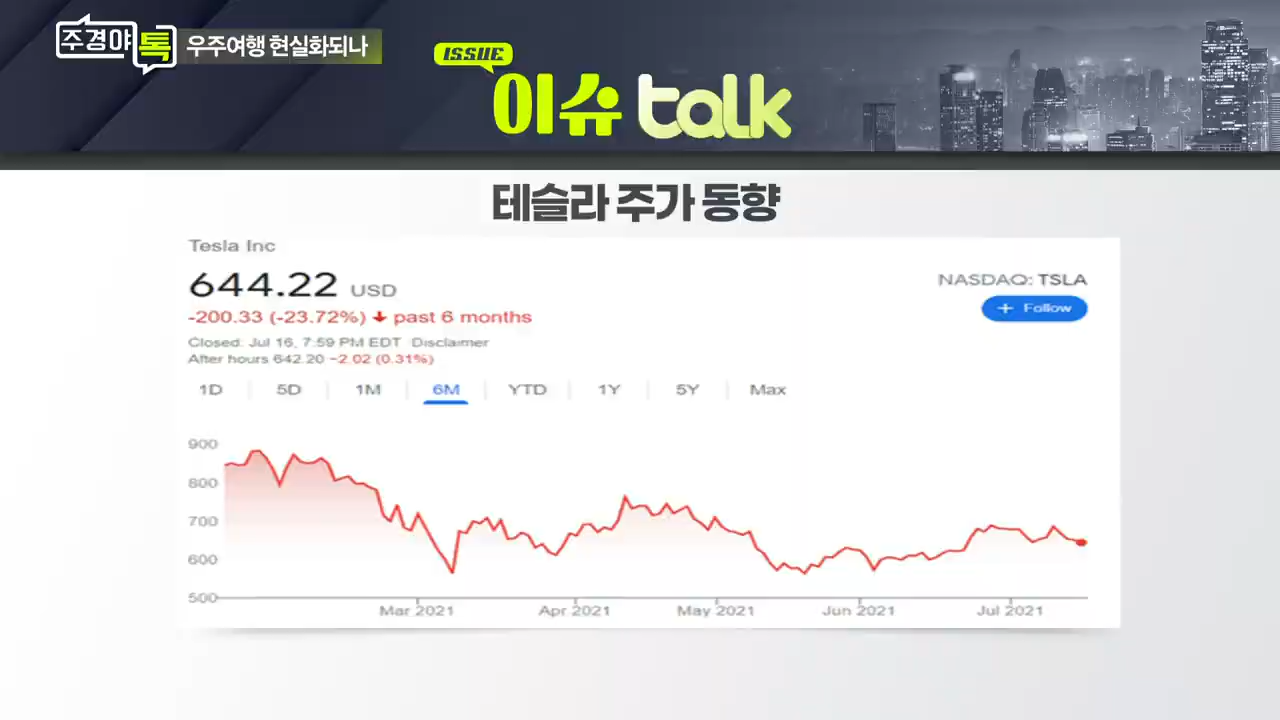 주경야톡 우주여행 현실화되나
ISSUE
이슈 talk
테슬라 주가 동향
Tesla Inc
644.22 USD
NASDAQ: TSLA
-200.33 (-23.72%) ↓ past 6 months
+ Follow
Closed: Jul 16, 7:59 PM EDT · Disclaimer
After hours 642.20 −2.02 (0.31%)
1D 5D 1M 6M YTD 1Y 5Y Max
900
800
700
600
500
Mar 2021 Apr 2021 May 2021 Jun 2021 Jul 2021